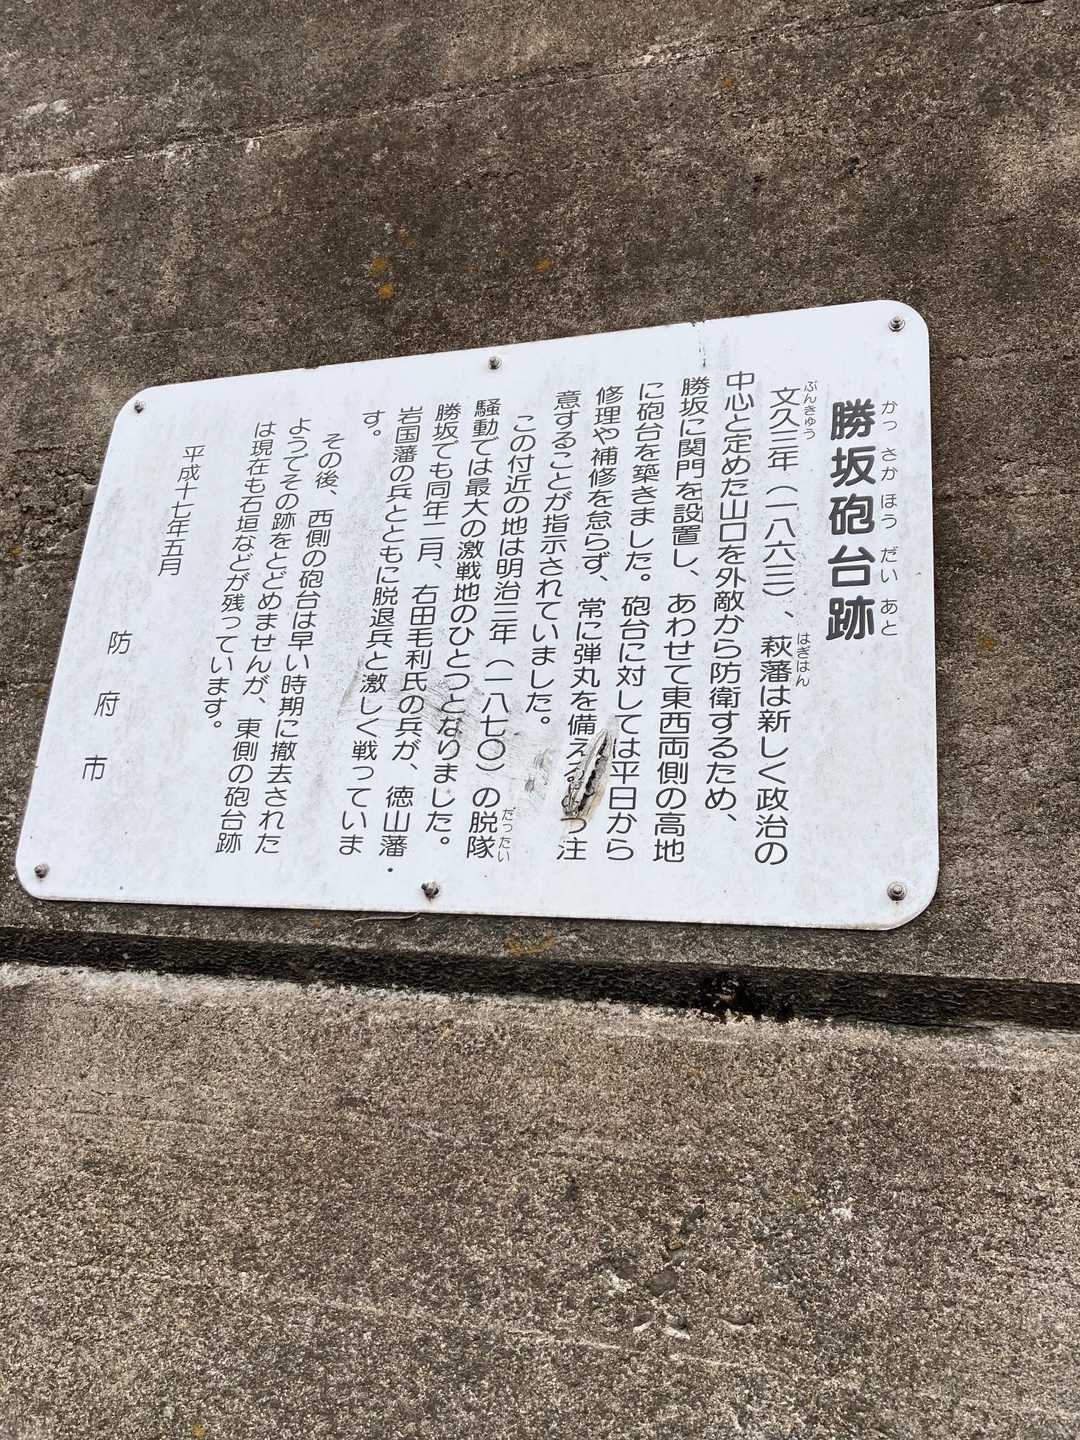 勝坂砲台跡
かっさかほうだいあと
文久三年（一八六三）、萩藩は新しく政治の
ぶんきゅう
はぎはん
中心と定めた山口を外敵から防衛するため、
勝坂に関門を設置し、あわせて東西両側の高地
に砲台を築きました。砲台に対しては平日から
修理や補修を怠らず、常に弾丸を備え
つ注
意することが指示されていました。
この付近の地は明治三年（一八七〇）の脱隊
だったい
騒動では最大の激戦地のひとつとなりました。
勝坂でも同年二月、右田毛利氏の兵が、徳山藩・
岩国藩の兵とともに脱退兵と激しく戦っていま
す。
その後、西側の砲台は早い時期に撤去された
ようでその跡をとどめませんが、東側の砲台跡
は現在も石垣などが残っています。
平成十七年五月
防府市